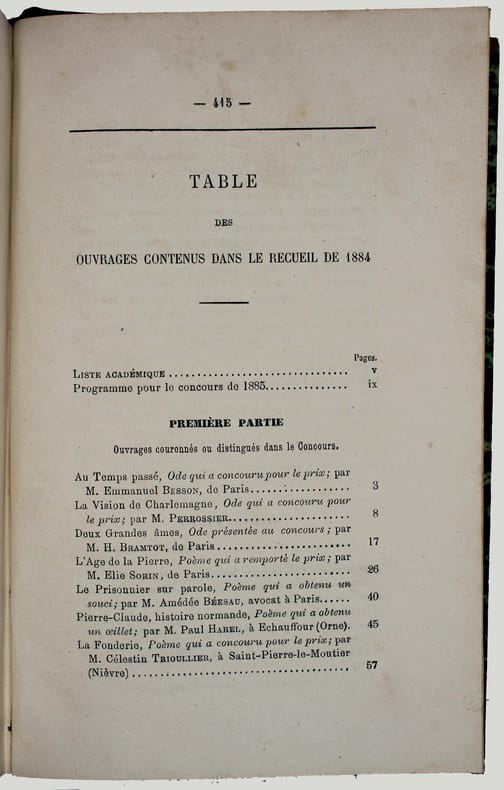 — 415 —
TABLE
DES
OUVRAGES CONTENUS DANS LE RECUEIL DE 1884
Pages.
LISTE ACADÉMIQUE ............................... v
Programme pour le concours de 1885.............. ix
PREMIÈRE PARTIE
Ouvrages couronnés ou distingués dans le Concours.
Au Temps passé, Ode qui a concouru pour le prix; par
M. Emmanuel BESSON, de Paris................. 3
La Vision de Charlemagne, Ode qui a concouru pour
le prix; par M. PERROSSIER.................... 8
Deux Grandes âmes, Ode présentée au concours; par
M. H. BRAMTOT, de Paris....................... 17
L'Age de la Pierre, Poème qui a remporté le prix; par
M. Elie SORIN, de Paris........................ 26
Le Prisonnier sur parole, Poème qui a obtenu un
souci; par M. Amédée BÉESAU, avocat à Paris...... 40
Pierre-Claude, histoire normande, Poème qui a obtenu
un œillet; par M. Paul HAREL, à Echauffour (Orne). 45
La Fonderie, Poème qui a concouru pour le prix; par
M. Célestin TRIOULLIER, à Saint-Pierre-le-Moutier
(Nièvre) ..................................... 57